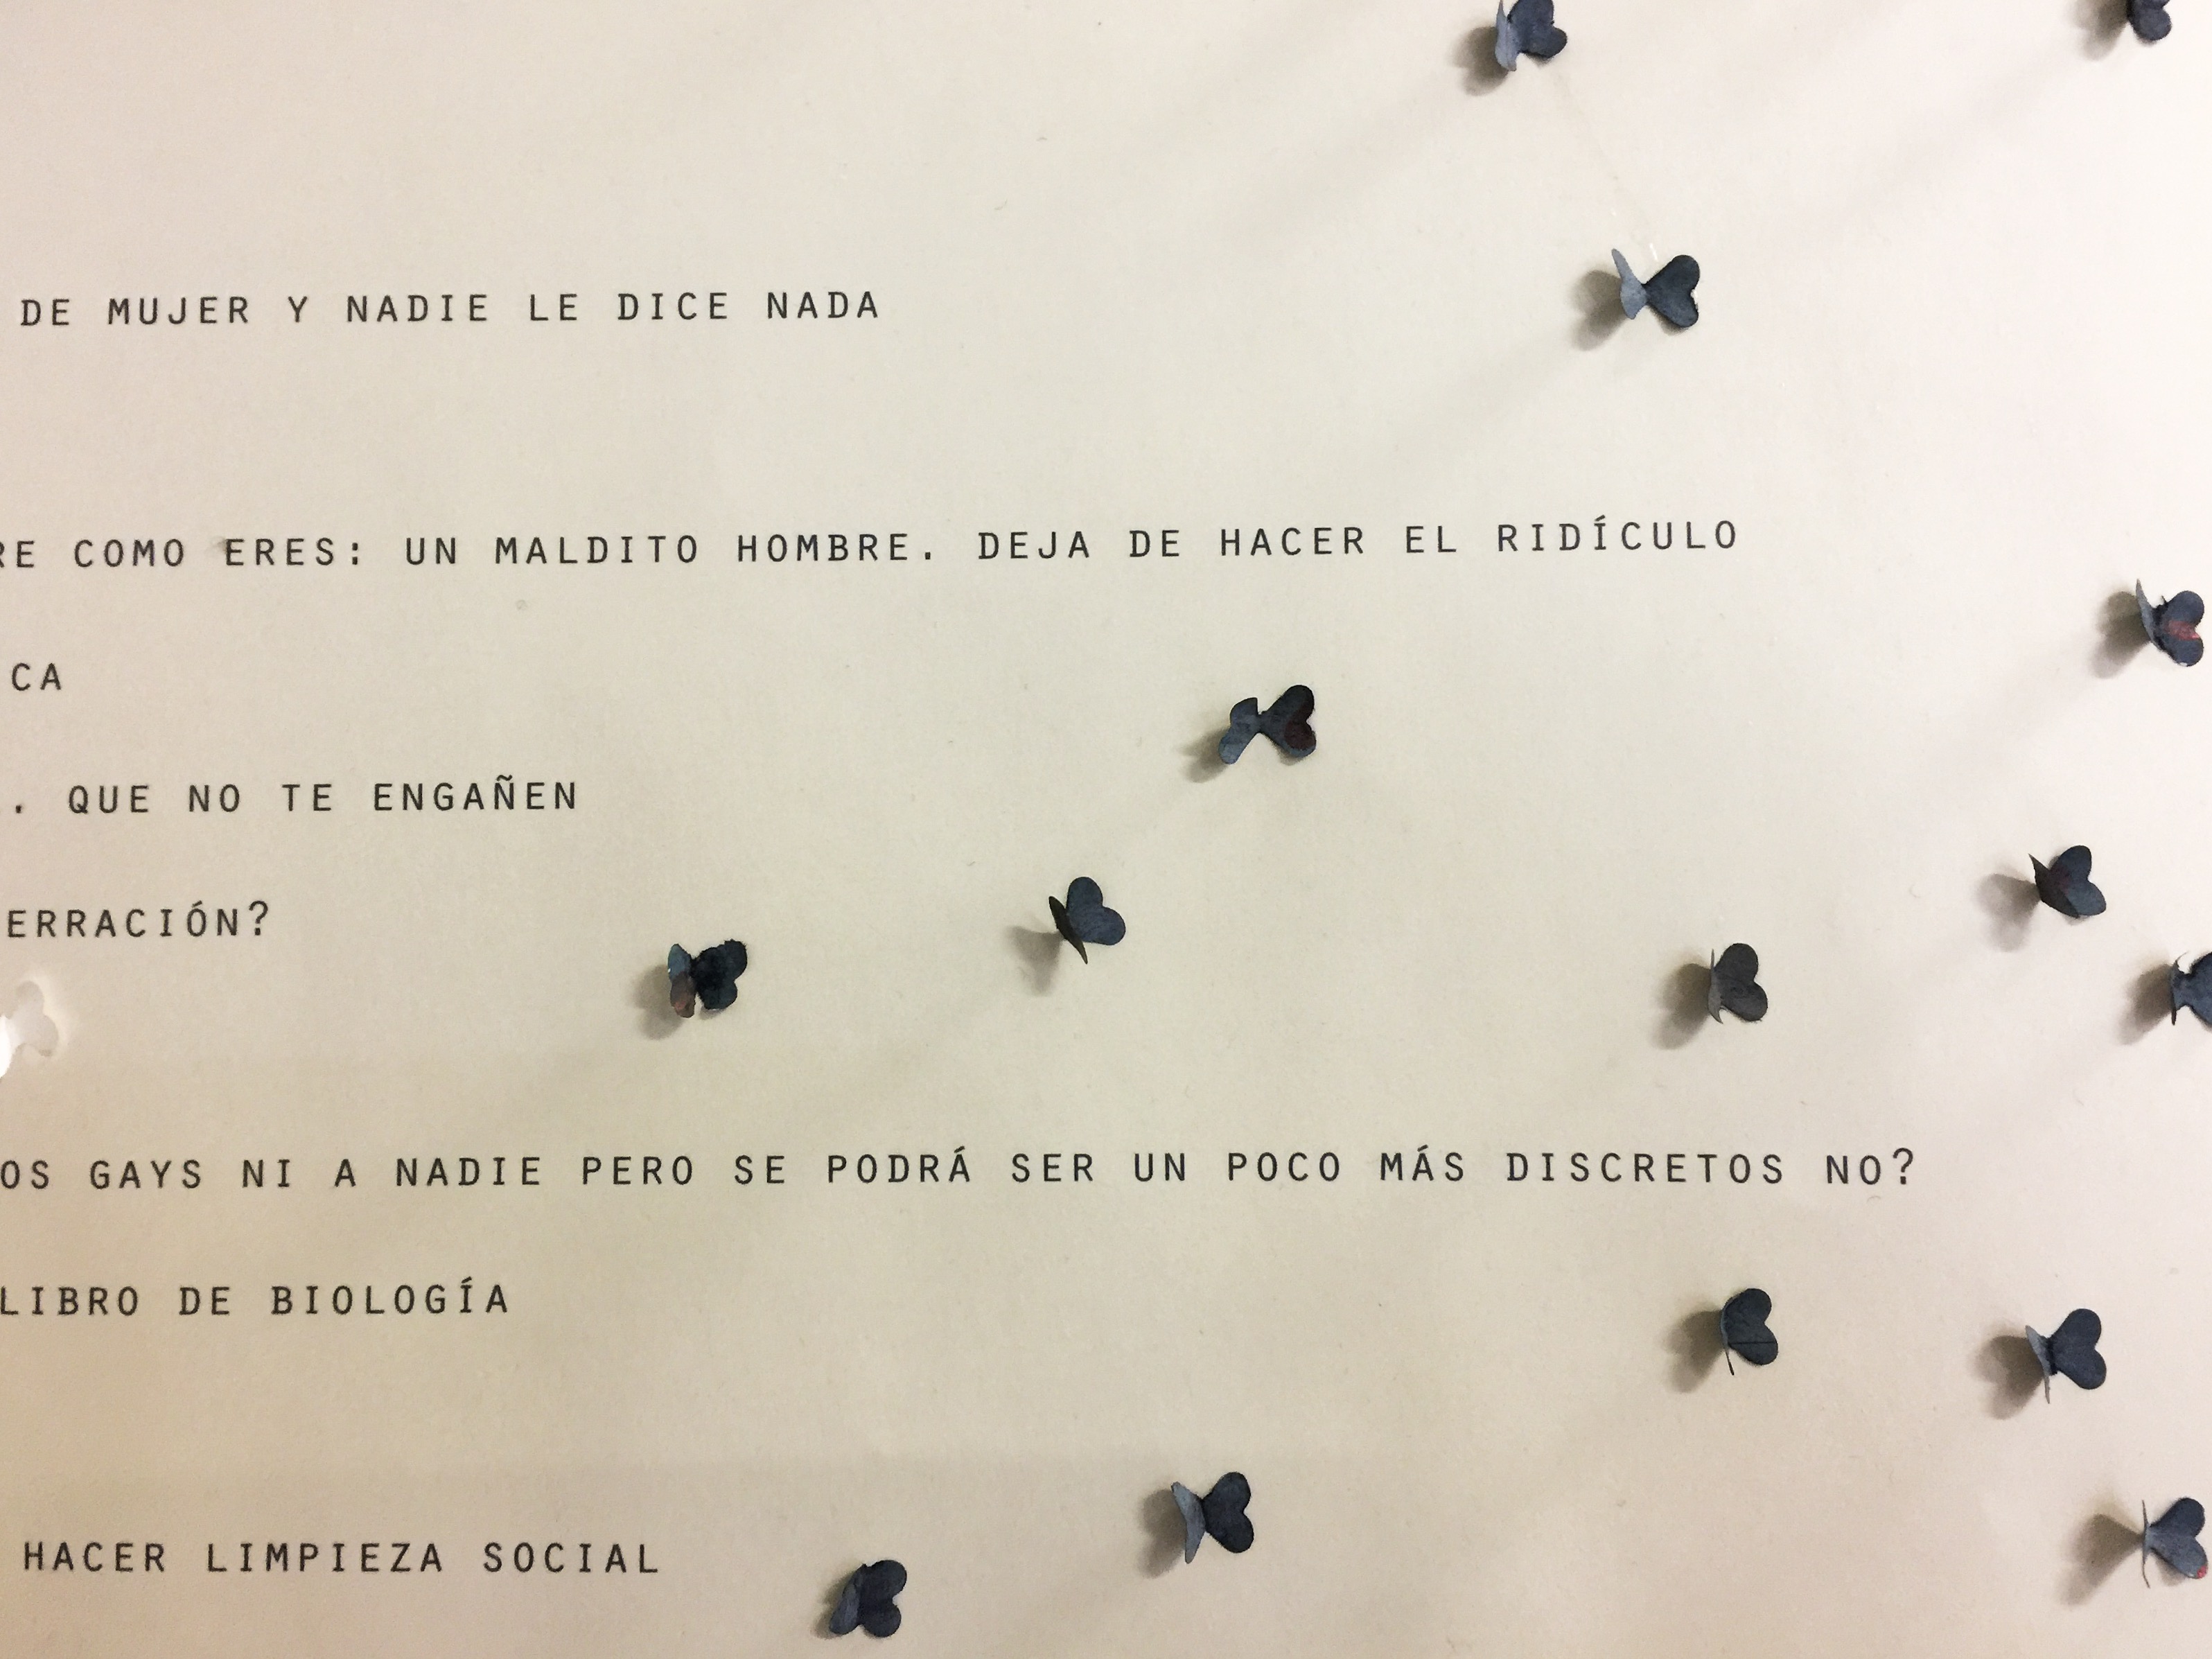 DE MUJER Y NADIE LE DICE NADA
RE COMO ERES: UN MALDITO HOMBRE. DEJA DE HACER EL RIDÍCULO
CA
. QUE NO TE ENGAÑEN
ERRACIÓN?
OS GAYS NI A NADIE PERO SE PODRÁ SER UN POCO MÁS DISCRETOS NO?
LIBRO DE BIOLOGÍA
HACER LIMPIEZA SOCIAL